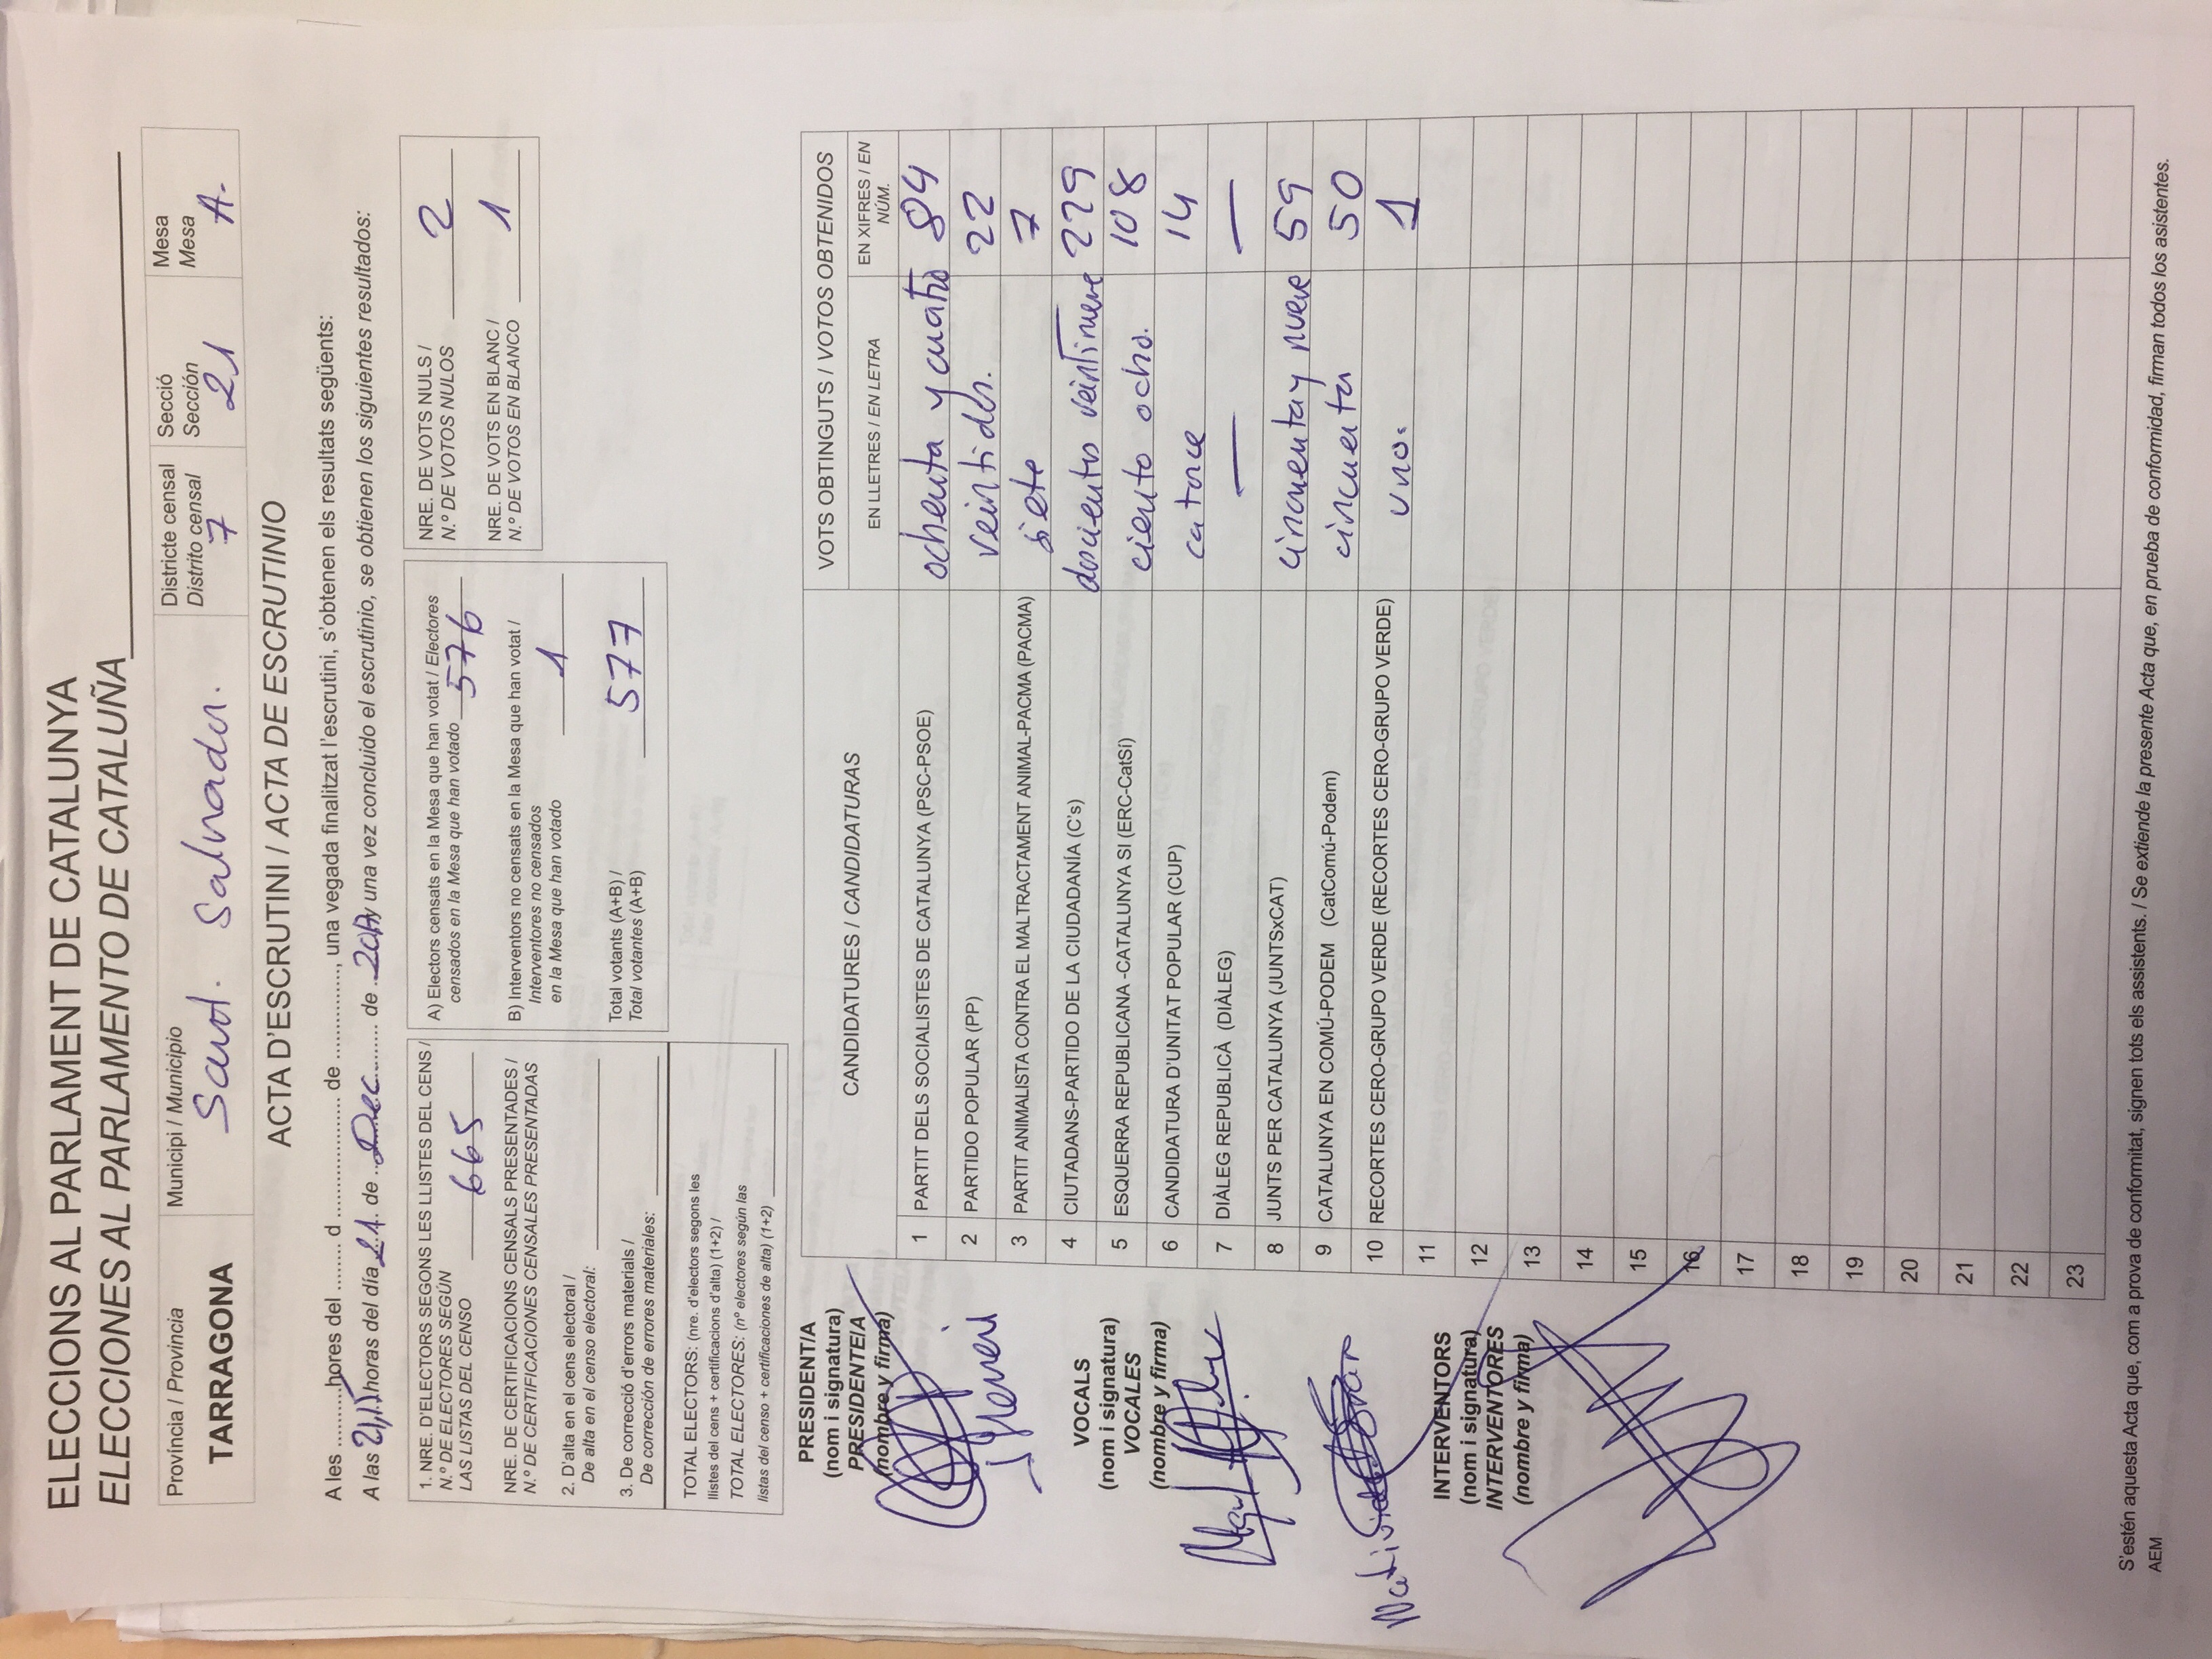 ELECCIONS AL PARLAMENT DE CATALUNYA
ELECCIONES AL PARLAMENTO DE CATALUÑA
Província / Provincia
TARRAGONA
Municipi / Municipio
Salvador.
Districte censal
Distrito censal
7
Secció
Sección
21
Mesa
Mesa
A.
ACTA D'ESCRUTINI / ACTA DE ESCRUTINIO
A les ..........hores del ........ d ..................... de ..............., una vegada finalitzat l'escrutini, s'obtenen els resultats següents:
A las 21,15 horas del día 21 de Dec de 2017 y una vez concluido el escrutinio, se obtienen los siguientes resultados:
1. NRE. D'ELECTORS SEGONS LES LLISTES DEL CENS /
N.º DE ELECTORES SEGÚN
LAS LISTAS DEL CENSO 665
NRE. DE CERTIFICACIONS CENSALS PRESENTADES /
N.º DE CERTIFICACIONES CENSALES PRESENTADAS
2. D'alta en el cens electoral /
De alta en el censo electoral:
3. De correcció d'errors materials /
De corrección de errores materiales:
TOTAL ELECTORS: (nre. d'electors segons les
llistes del cens + certificacions d'alta) (1+2) /
TOTAL ELECTORES: (nº electores según las
listas del censo + certificaciones de alta) (1+2)
A) Electors censats en la Mesa que han votat / Electores
censados en la Mesa que han votado 576
B) Interventors no censats en la Mesa que han votat /
Interventores no censados
en la Mesa que han votado 1
Total votants (A+B) /
Total votantes (A+B) 577
NRE. DE VOTS NULS /
N.º DE VOTOS NULOS 2
NRE. DE VOTS EN BLANC /
N.º DE VOTOS EN BLANCO 1
PRESIDENT/A
(nom i signatura)
PRESIDENTE/A
(nombre y firma)
VOCALS
(nom i signatura)
VOCALES
(nombre y firma)
INTERVENTORS
(nom i signatura)
INTERVENTORES
(nombre y firma)
CANDIDATURES / CANDIDATURAS
VOTS OBTINGUTS / VOTOS OBTENIDOS
EN LLETRES / EN LETRA
EN XIFRES / EN
NÚM.
1 PARTIT DELS SOCIALISTES DE CATALUNYA (PSC-PSOE) ochenta y cuatro 84
2 PARTIDO POPULAR (PP) veintidos. 22
3 PARTIT ANIMALISTA CONTRA EL MALTRACTAMENT ANIMAL-PACMA (PACMA) siete 7
4 CIUTADANS-PARTIDO DE LA CIUDADANÍA (C's) doscientos veintinueve 229
5 ESQUERRA REPUBLICANA -CATALUNYA SI (ERC-CatSí) ciento ocho. 108
6 CANDIDATURA D'UNITAT POPULAR (CUP) catorce 14
7 DIÀLEG REPUBLICÀ (DIÀLEG) — —
8 JUNTS PER CATALUNYA (JUNTSxCAT) cincuenta y nueve 59
9 CATALUNYA EN COMÚ-PODEM (CatComú-Podem) cincuenta 50
10 RECORTES CERO-GRUPO VERDE (RECORTES CERO-GRUPO VERDE) uno. 1
11
12
13
14
15
16
17
18
19
20
21
22
23
S'estén aquesta Acta que, com a prova de conformitat, signen tots els assistents. / Se extiende la presente Acta que, en prueba de conformidad, firman todos los asistentes.
AEM